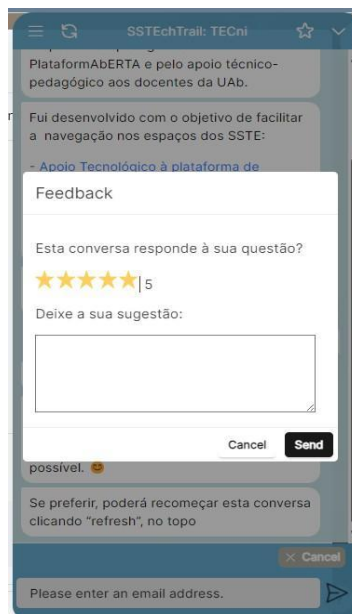 SSTEchTrail: TECni
PlataformAbERTA e pelo apoio técnico-
pedagógico aos docentes da UAb.
Fui desenvolvido com o objetivo de facilitar
a navegação nos espaços dos SSTE:
- Apoio Tecnológico à plataforma de
Feedback
Esta conversa responde à sua questão?
5
Deixe a sua sugestão:
Cancel Send
possível. 😊
Se preferir, poderá recomeçar esta conversa
clicando "refresh", no topo
× Cancel
Please enter an email address.